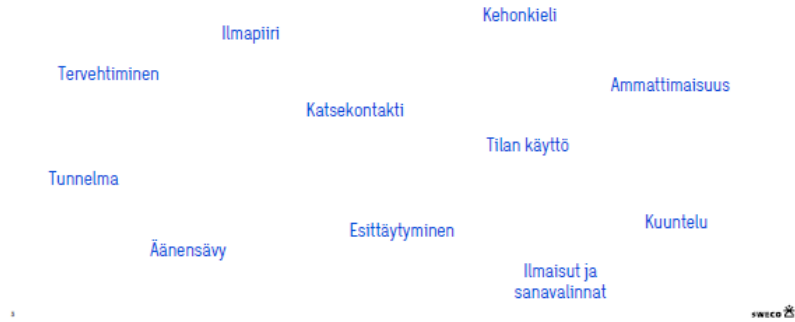 Kehonkieli
Ilmapiiri
Tervehtiminen
Ammattimaisuus
Katsekontakti
Tilan käyttö
Tunnelma
Kuuntelu
Esittäytyminen
Äänensävy
Ilmaisut ja
sanavalinnat
SWECO